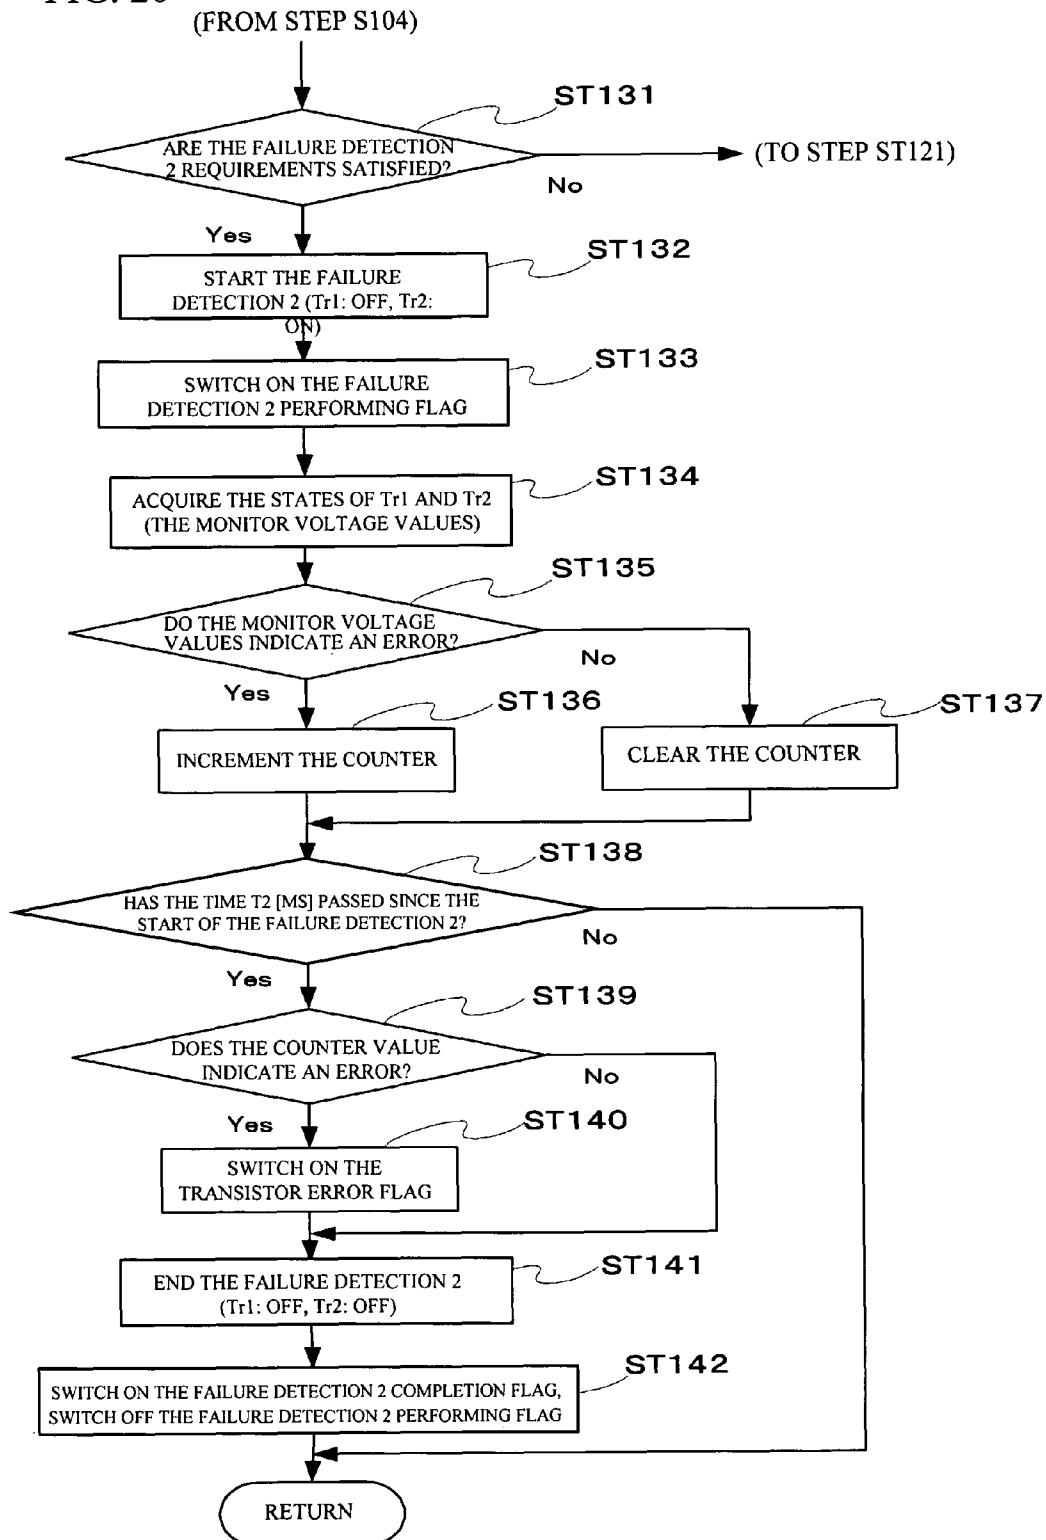 (FROM STEP S104)
ST131
ARE THE FAILURE DETECTION
2 REQUIREMENTS SATISFIED?
(TO STEP ST121)
No
Yes
ST132
START THE FAILURE
DETECTION 2 (Tr1: OFF, Tr2:
ON)
ST133
SWITCH ON THE FAILURE
DETECTION 2 PERFORMING FLAG
ST134
ACQUIRE THE STATES OF Tr1 AND Tr2
(THE MONITOR VOLTAGE VALUES)
ST135
DO THE MONITOR VOLTAGE
VALUES INDICATE AN ERROR?
No
Yes
ST136
ST137
INCREMENT THE COUNTER
CLEAR THE COUNTER
ST138
HAS THE TIME T2 [MS] PASSED SINCE THE
START OF THE FAILURE DETECTION 2?
No
Yes
ST139
DOES THE COUNTER VALUE
INDICATE AN ERROR?
No
Yes
ST140
SWITCH ON THE
TRANSISTOR ERROR FLAG
ST141
END THE FAILURE DETECTION 2
(Tr1: OFF, Tr2: OFF)
ST142
SWITCH ON THE FAILURE DETECTION 2 COMPLETION FLAG,
SWITCH OFF THE FAILURE DETECTION 2 PERFORMING FLAG
RETURN